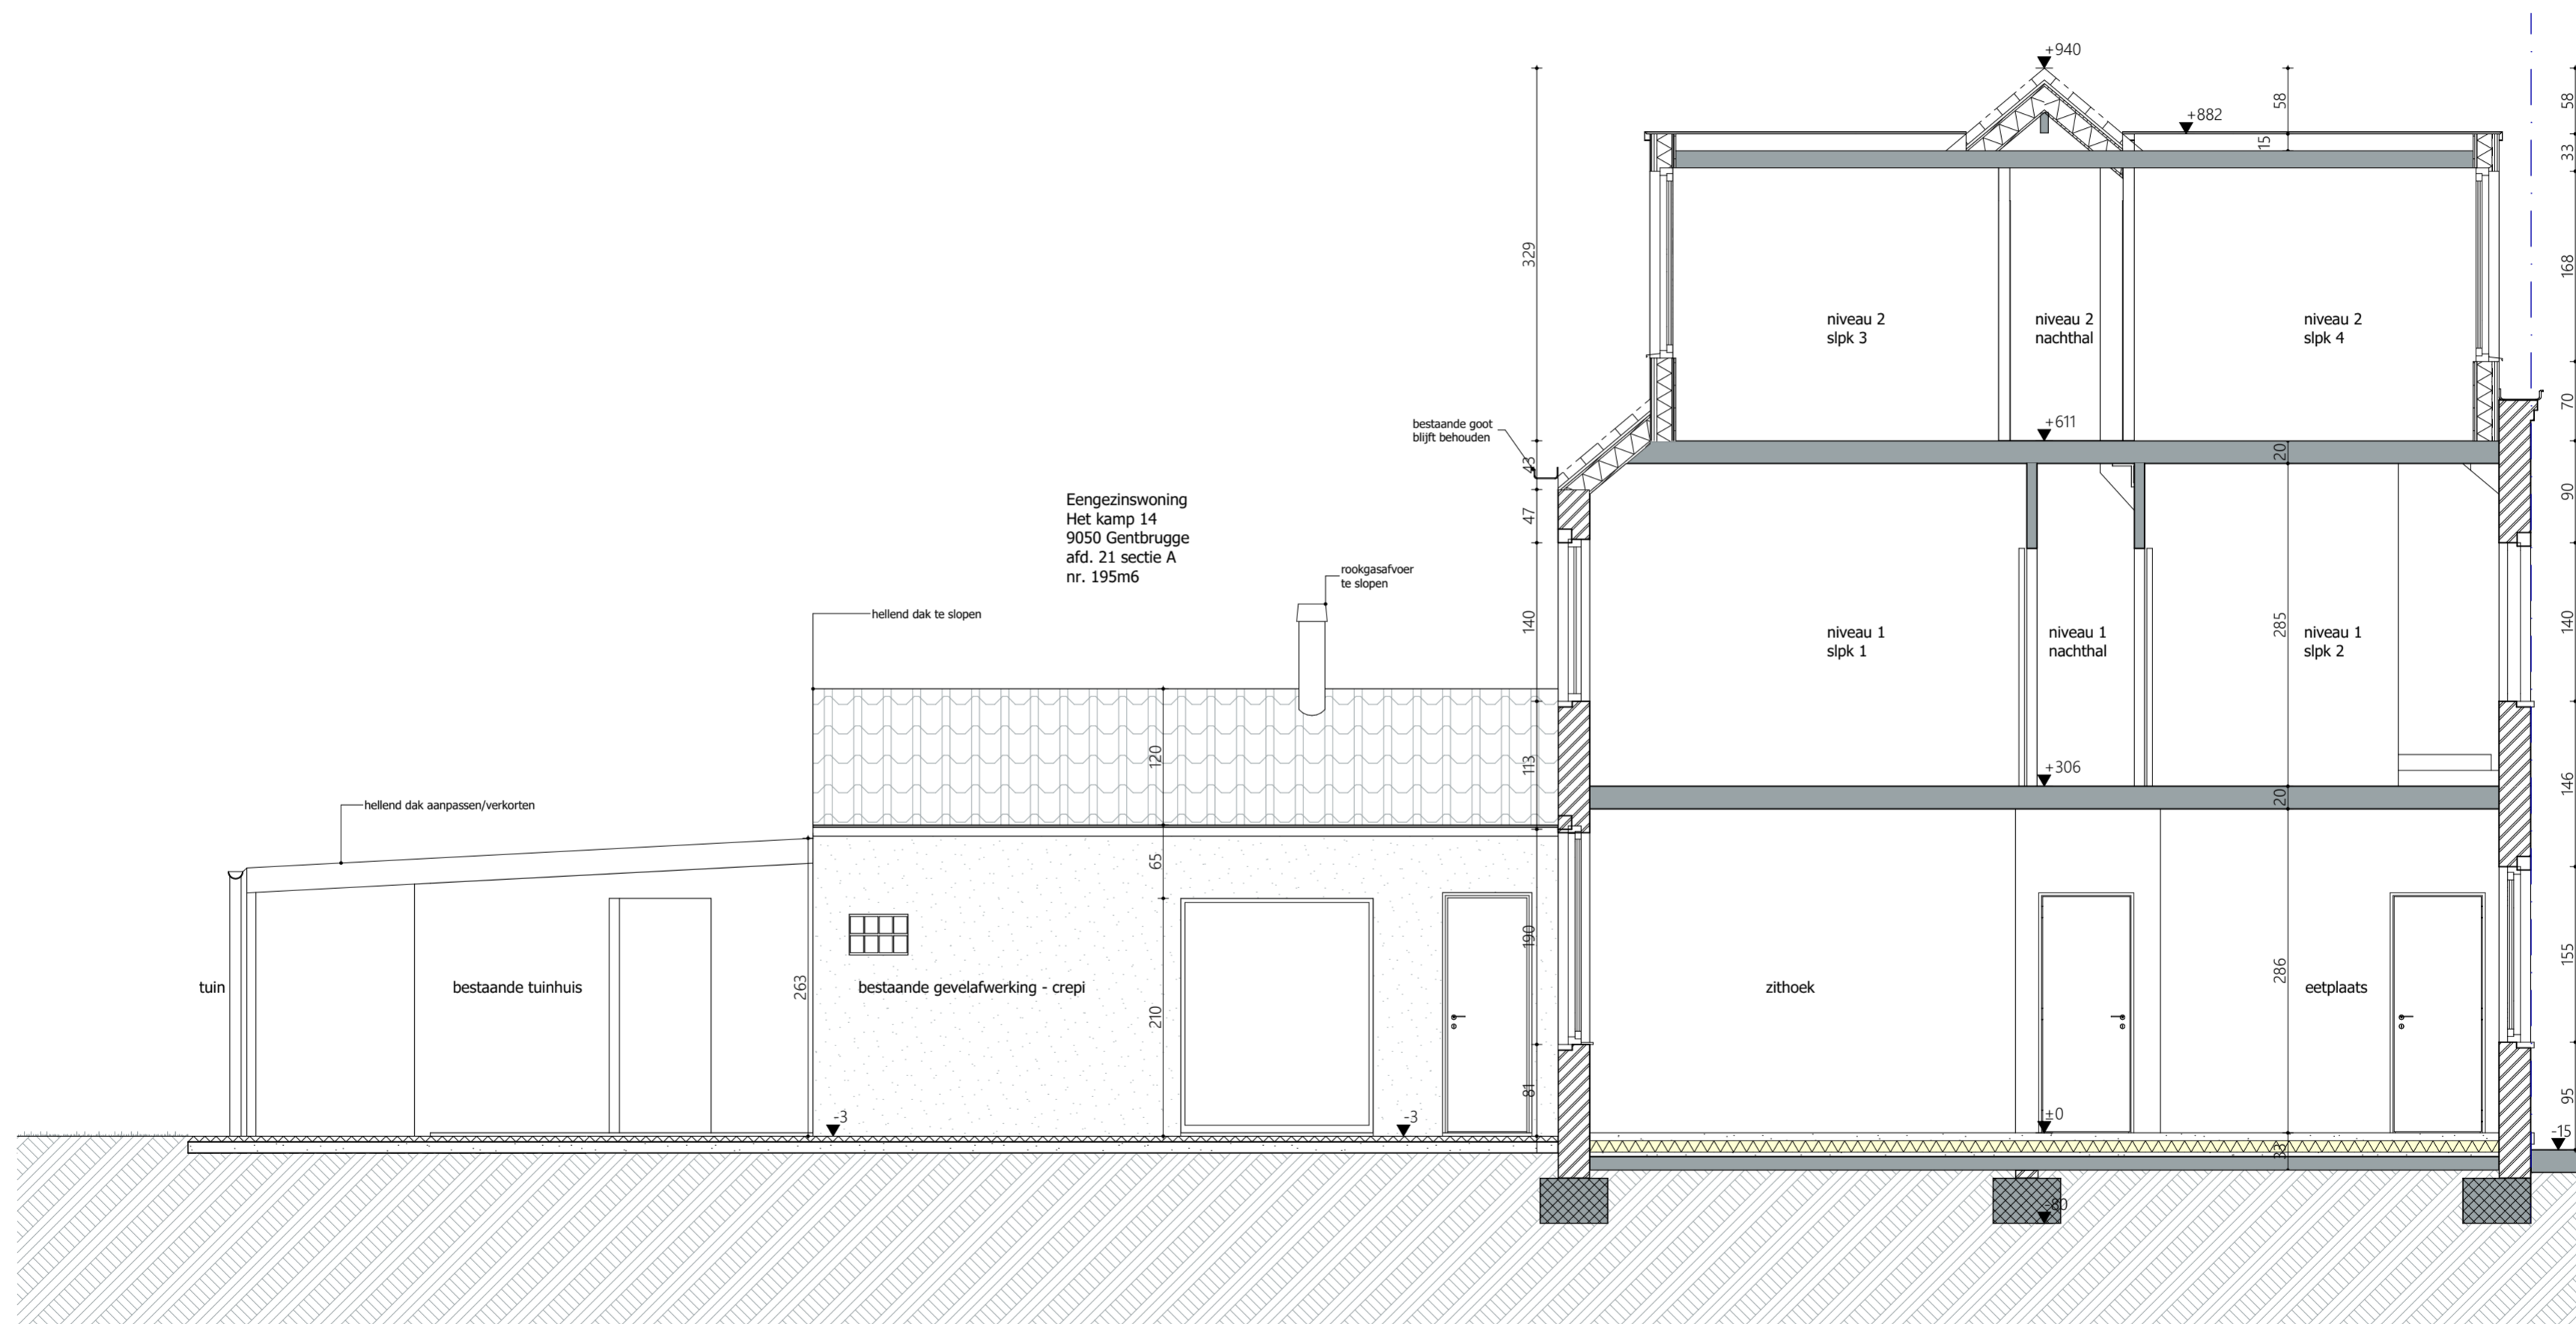 +940
58
58
+882
15
33
329
168
niveau 2
slpk 3
niveau 2
nachthal
niveau 2
slpk 4
bestaande goot
blijft behouden
+611
70
43
20
90
47
Eengezinswoning
Het kamp 14
9050 Gentbrugge
afd. 21 sectie A
nr. 195m6
rookgasafvoer
te slopen
hellend dak te slopen
140
niveau 1
slpk 1
niveau 1
nachthal
285
niveau 1
slpk 2
140
120
113
+306
20
146
hellend dak aanpassen/verkorten
65
190
155
tuin
bestaande tuinhuis
263
bestaande gevelafwerking - crepi
210
zithoek
286
eetplaats
81
95
-3
-3
±0
-15
33
-80